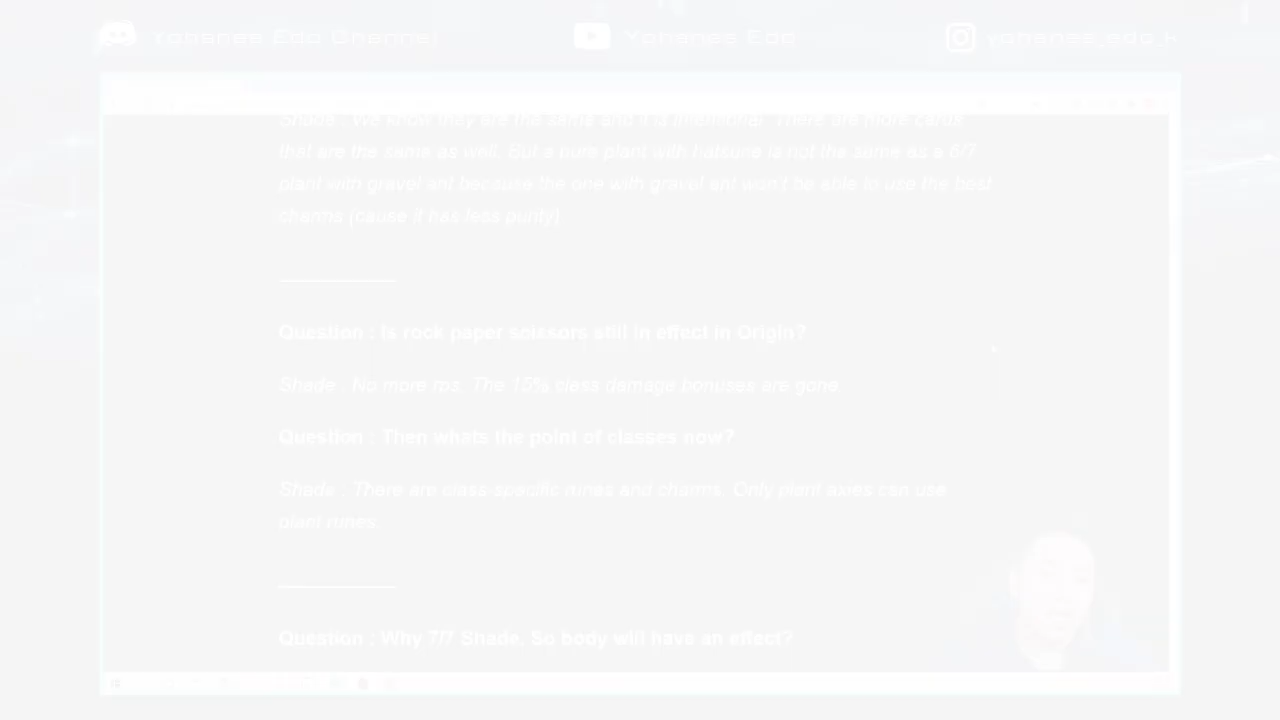 Yohanes Edo Channel
Yohanes Edo
yohanes_edo_k
Shade : We know they are the same and it is intentional. There are more cards
that are the same as well. But a pure plant with hatsune is not the same as a 6/7
plant with gravel ant because the one with gravel ant won't be able to use the best
charms (cause it has less purity)
Question : Is rock paper scissors still in effect in Origin?
Shade : No more rps. The 15% class damage bonuses are gone.
Question : Then whats the point of classes now?
Shade : There are class-specific runes and charms. Only plant axies can use
plant runes.
Question : Why 7/7 Shade. So body will have an effect?